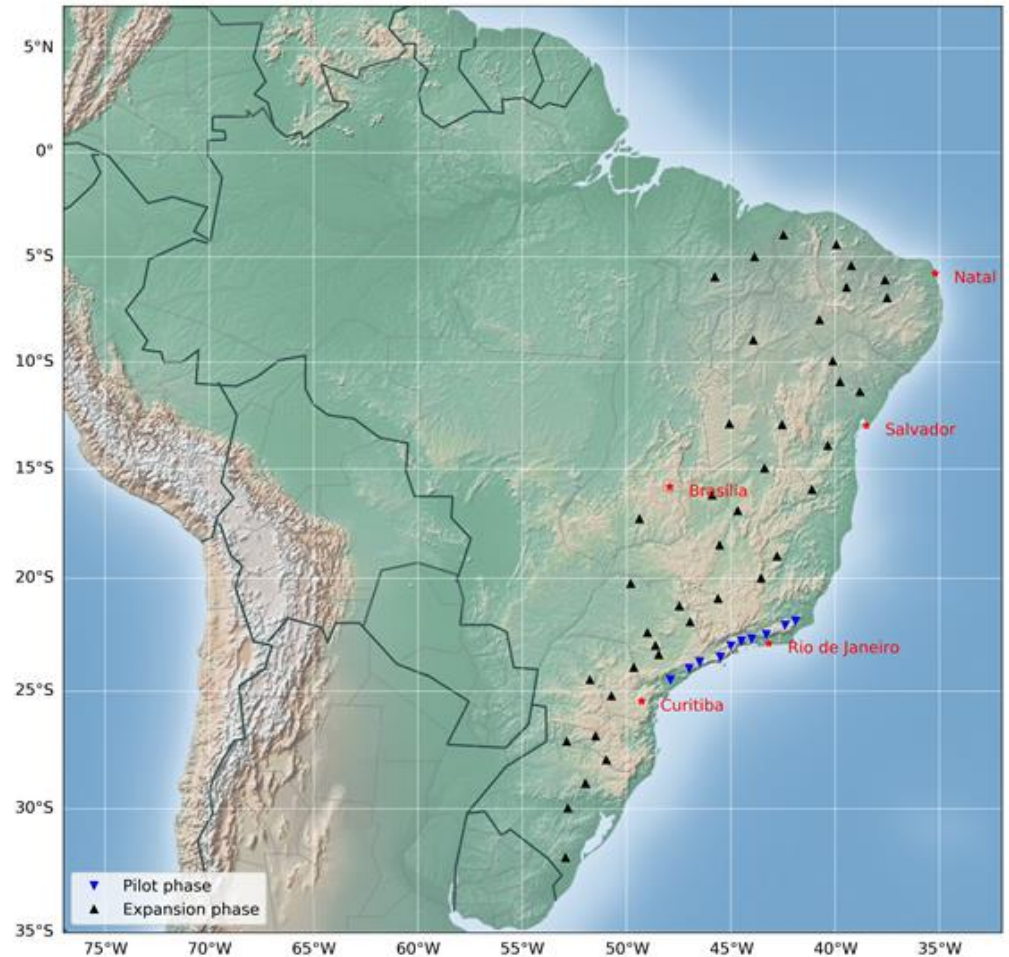 5°N
0°
5°S
Natal
10°S
Salvador
15°S
Brasília
20°S
Rio de Janeiro
25°S
Curitiba
30°S
Pilot phase
Expansion phase
35°S
75°W 70°W 65°W 60°W 55°W 50°W 45°W 40°W 35°W